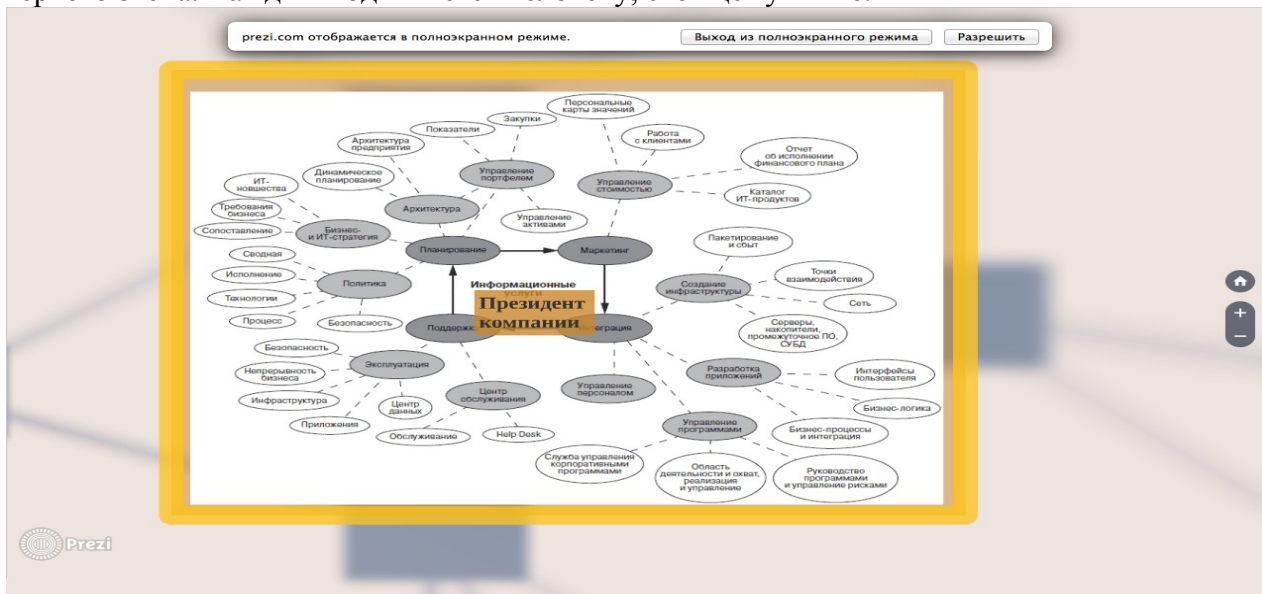 prezi.com отображается в полноэкранном режиме.
Выход из полноэкранного режима
Разрешить
Персональные
карты значений
Закупки
Показатели
Работа
с клиентами
Архитектура
предприятия
Отчет
об исполнении
финансового плана
Динамическое
планирование
Управление
портфелем
Управление
стоимостью
ИТ-
новшества
Каталог
ИТ-продуктов
Требования
бизнеса
Архитектура
Управление
активами
Сопоставление
Бизнес-
и ИТ-стратегия
Планирование
Маркетинг
Пакетирование
и сбыт
Сводная
Исполнение
Политика
Технологии
Процесс
Безопасность
Информационные
услуги
Президент
компании
Создание
инфраструктуры
Точки
взаимодействия
Сеть
Серверы,
накопители,
промежуточное ПО,
СУБД
Безопасность
Непрерывность
бизнеса
Эксплуатация
Инфраструктура
Приложения
Центр
данных
Центр
обслуживания
Обслуживание
Help Desk
Управление
персоналом
Разработка
приложений
Интерфейсы
пользователя
Бизнес-логика
Бизнес-процессы
и интеграция
Управление
программами
Служба управления
корпоративными
программами
Область
деятельности и охват,
реализация
и управление
Руководство
программами
и управление рисками
Prezi